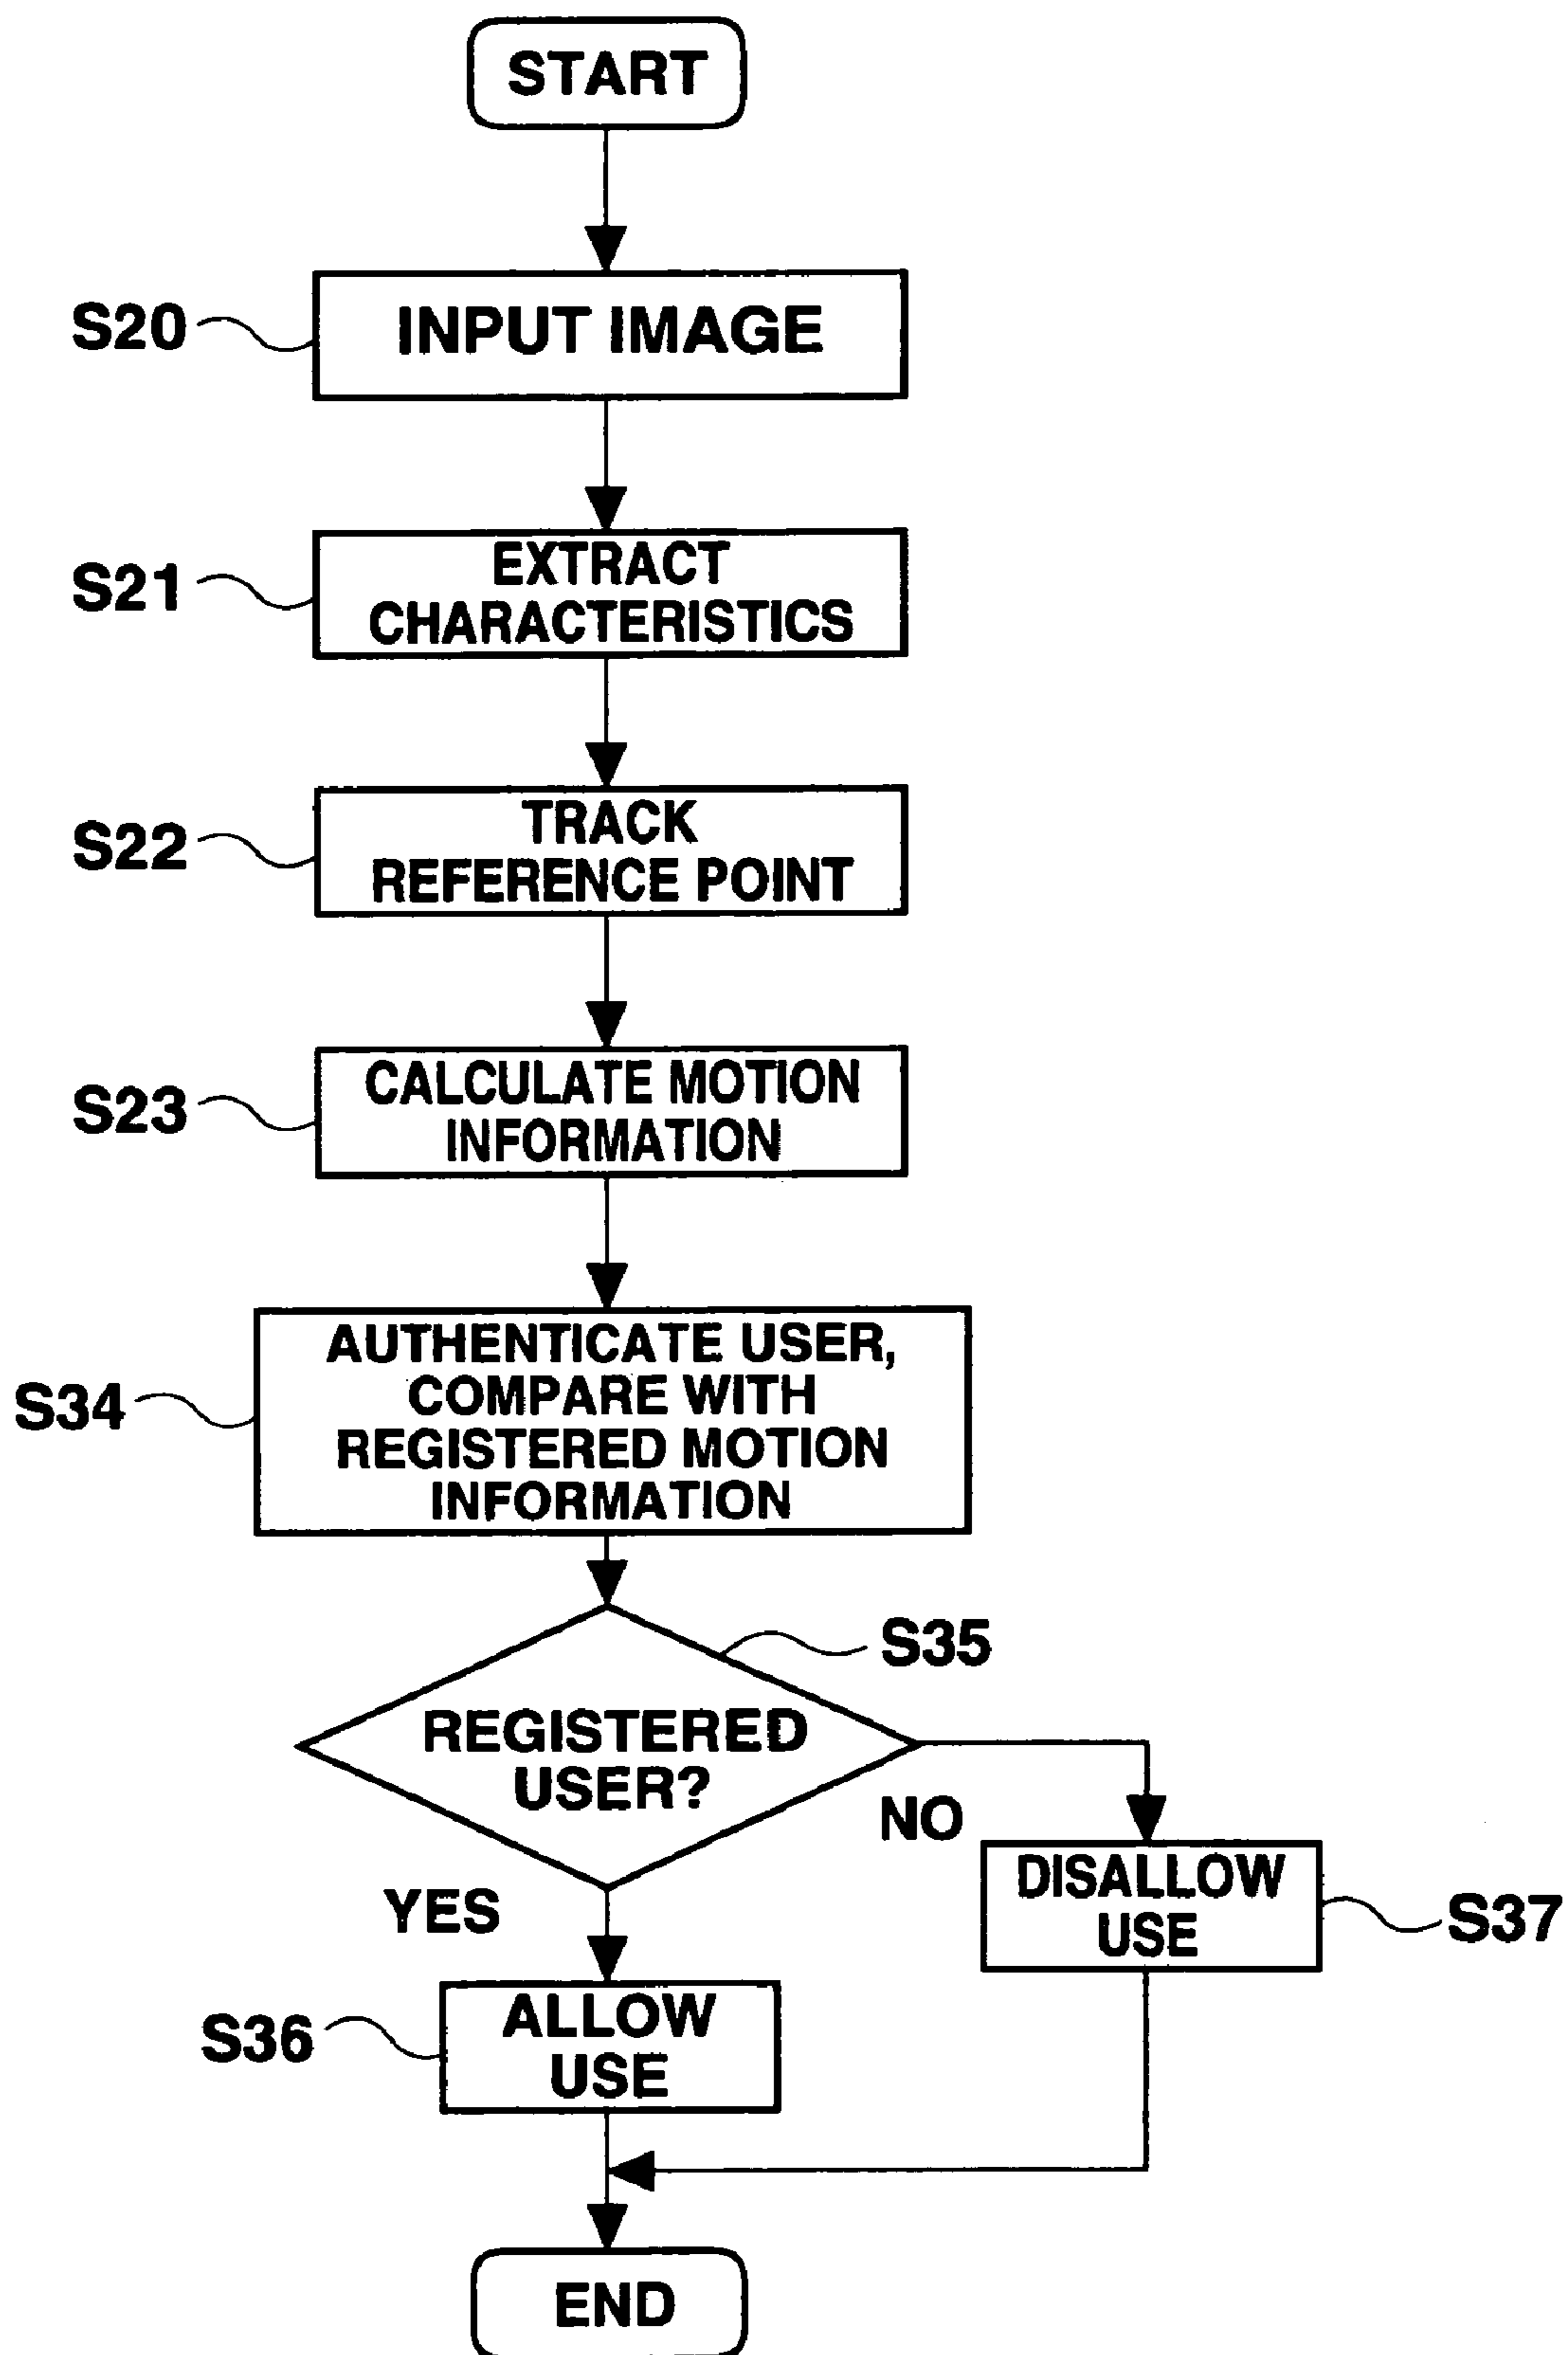 START
S20
INPUT IMAGE
S21
EXTRACT
CHARACTERISTICS
S22
TRACK
REFERENCE POINT
S23
CALCULATE MOTION
INFORMATION
S34
AUTHENTICATE USER,
COMPARE WITH
REGISTERED MOTION
INFORMATION
S35
REGISTERED
USER?
NO
YES
DISALLOW
USE
S37
S36
ALLOW
USE
END